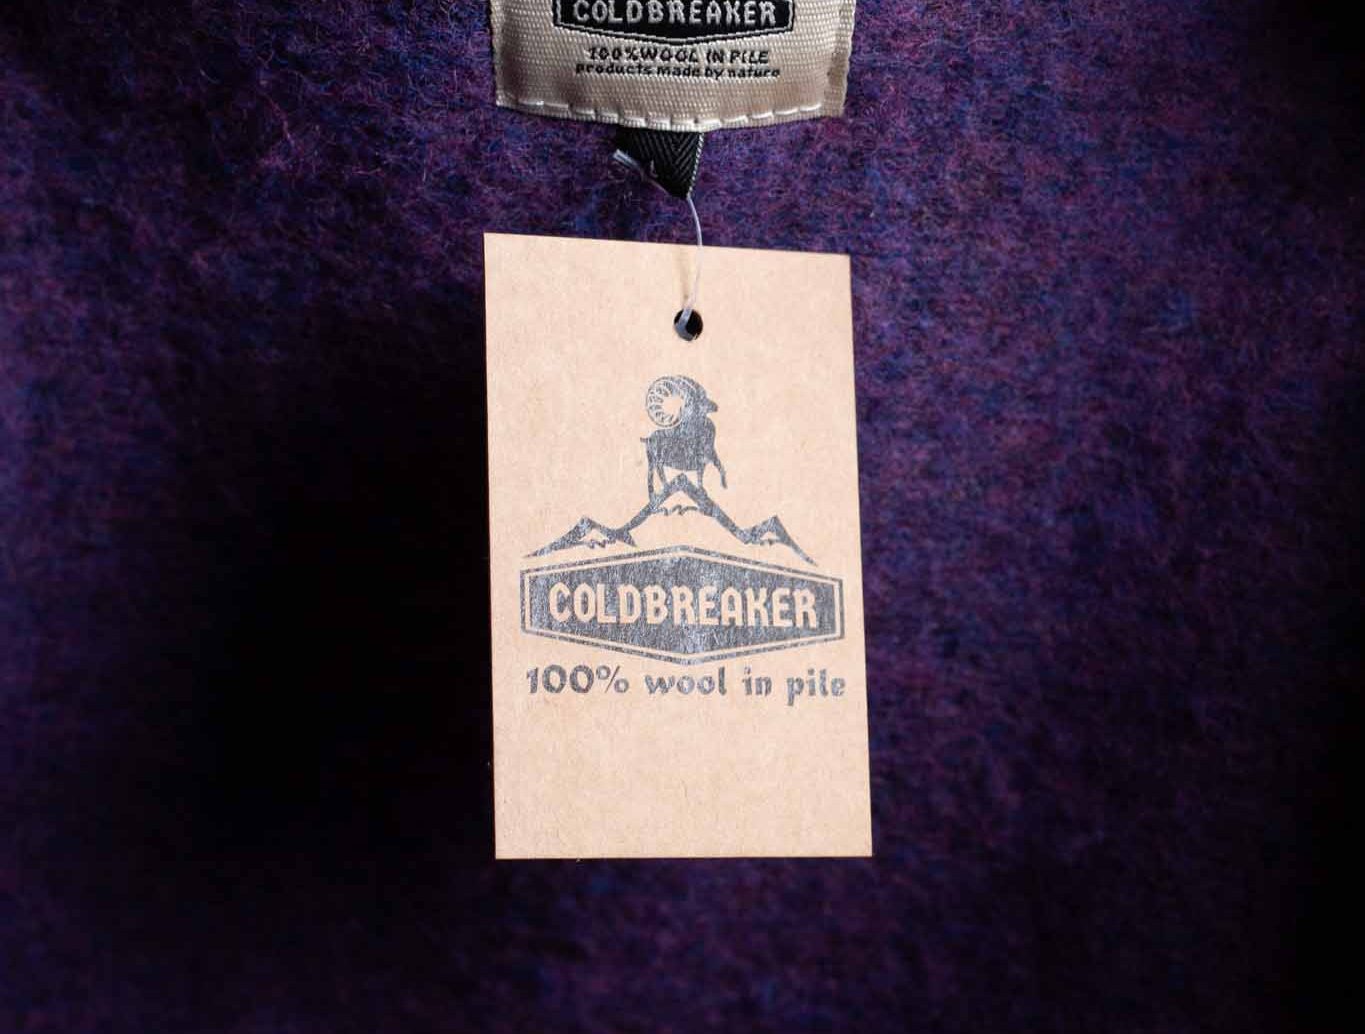 COLDBREAKER
100%WOOL IN PILE
products made by nature
COLDBREAKER
100% wool in pile